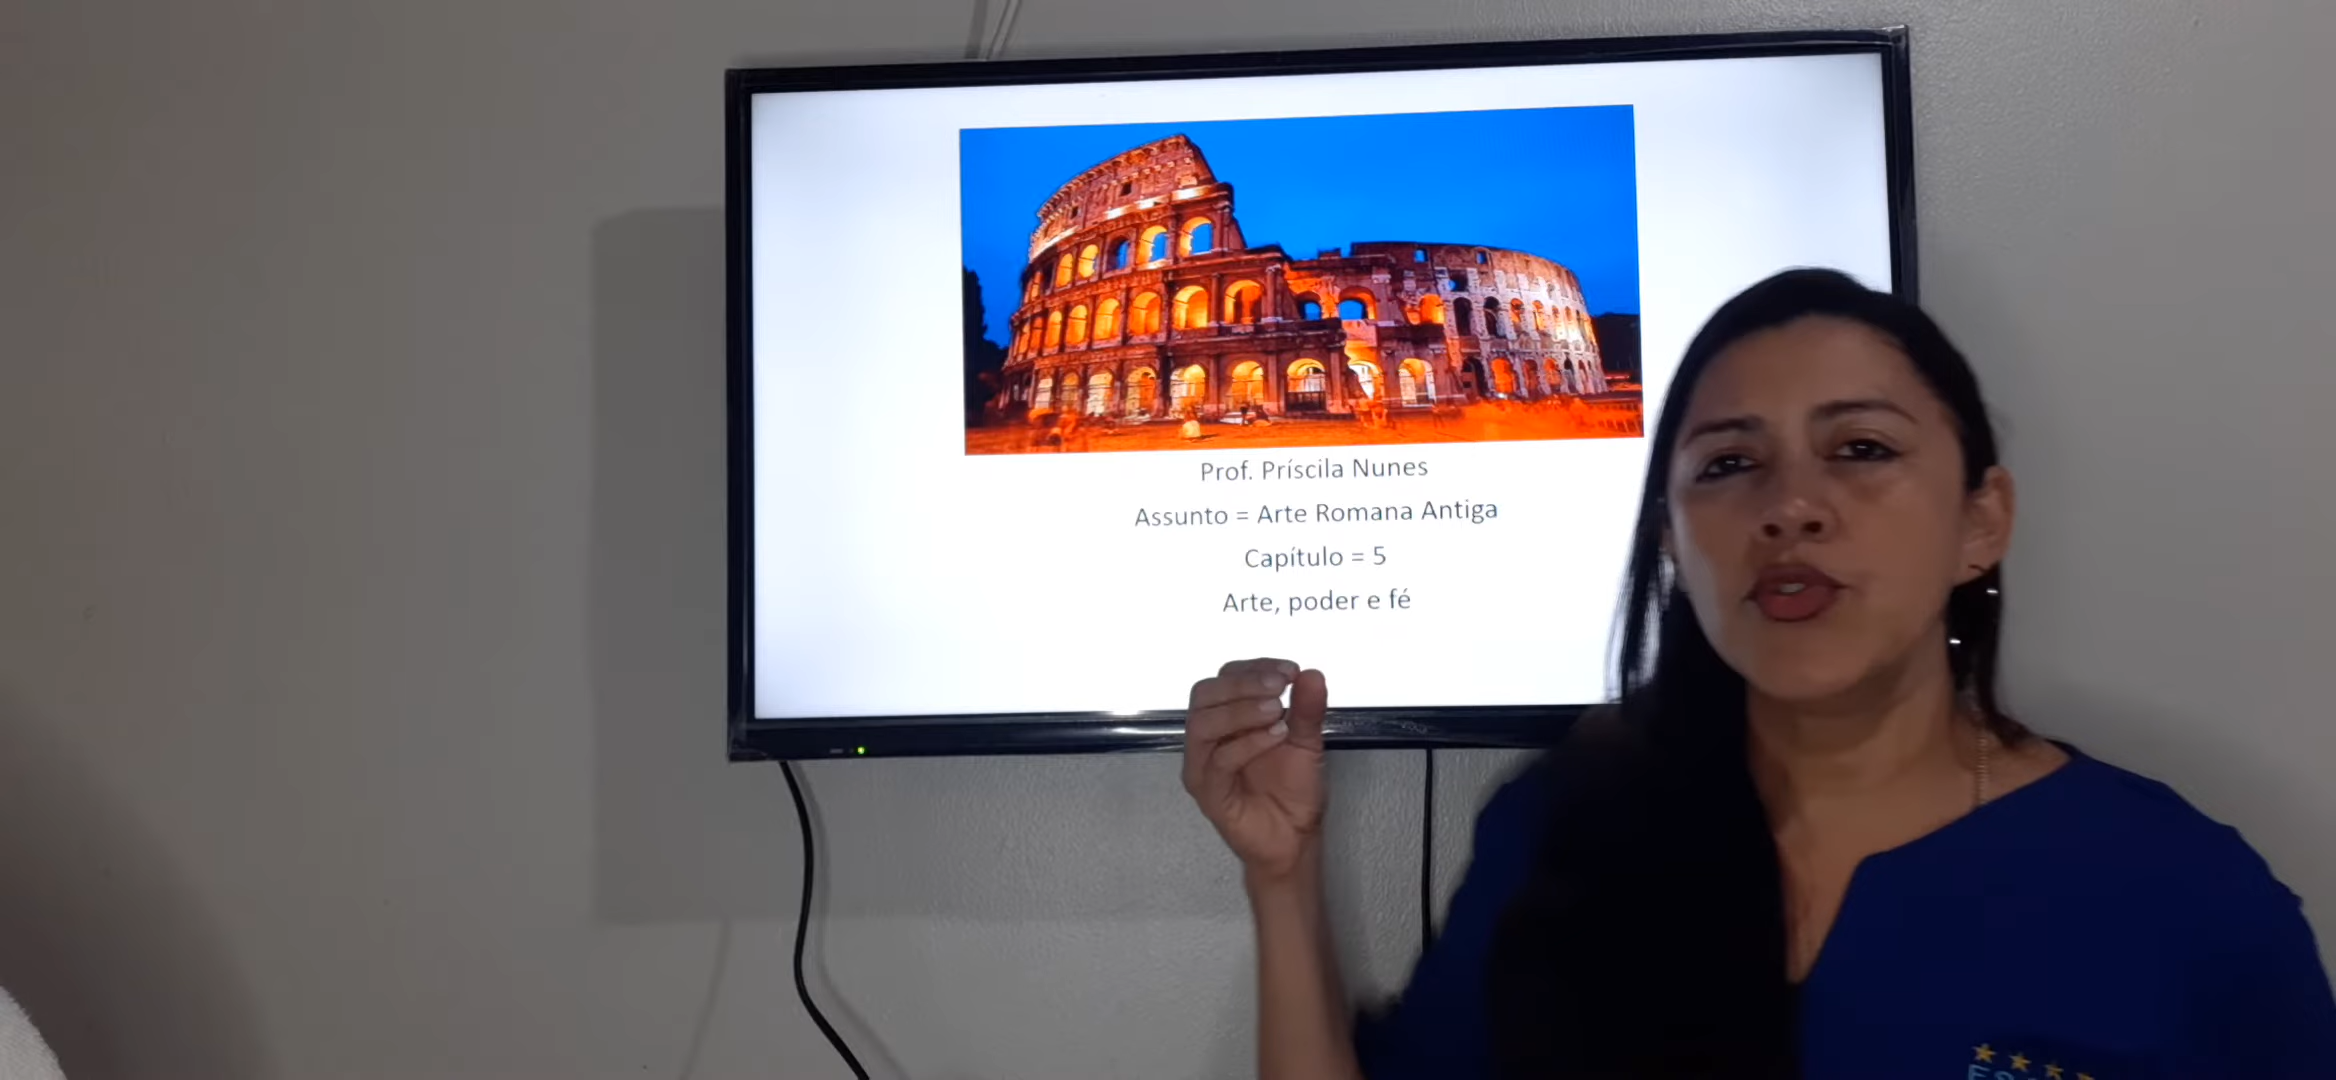 Prof. Príscila Nunes
Assunto = Arte Romana Antiga
Capítulo = 5
Arte, poder e fé